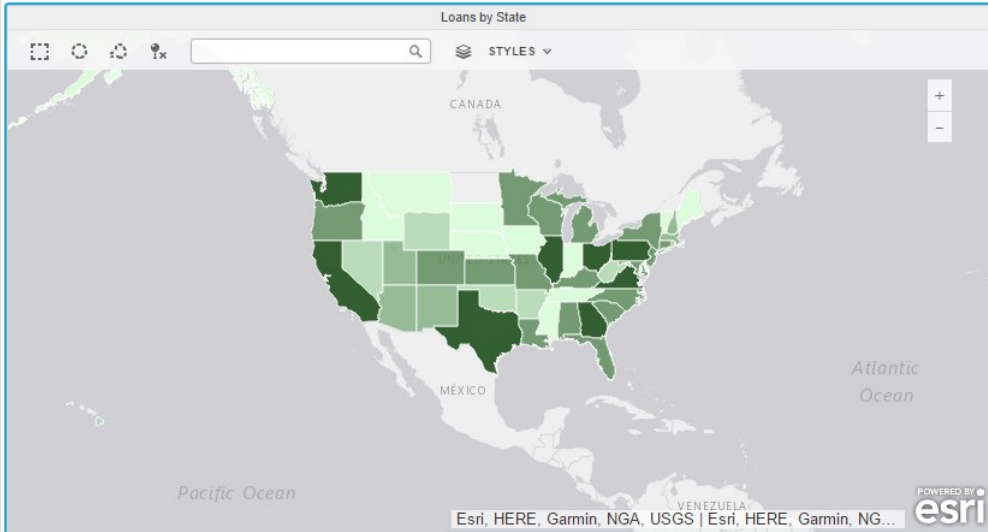 Loans by State
STYLES
+
−
CANADA
UNITED STATES
MÉXICO
Atlantic
Ocean
Pacific Ocean
VENEZUELA
Esri, HERE, Garmin, NGA, USGS | Esri, HERE, Garmin, NG...
POWERED BY
esri